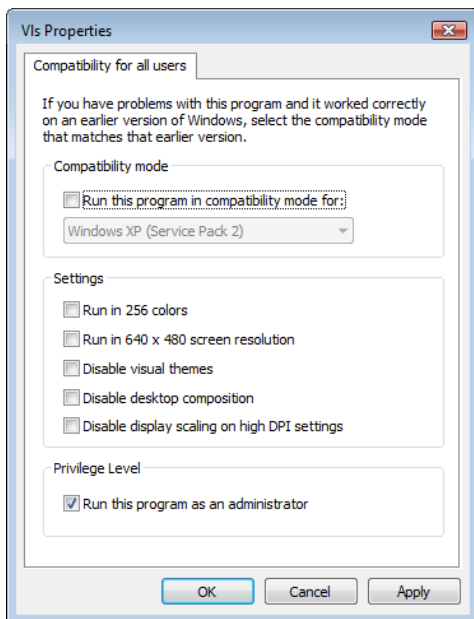 VIs Properties
Compatibility for all users
If you have problems with this program and it worked correctly
on an earlier version of Windows, select the compatibility mode
that matches that earlier version.
Compatibility mode
Run this program in compatibility mode for:
Windows XP (Service Pack 2)
Settings
Run in 256 colors
Run in 640 x 480 screen resolution
Disable visual themes
Disable desktop composition
Disable display scaling on high DPI settings
Privilege Level
Run this program as an administrator
OK Cancel Apply